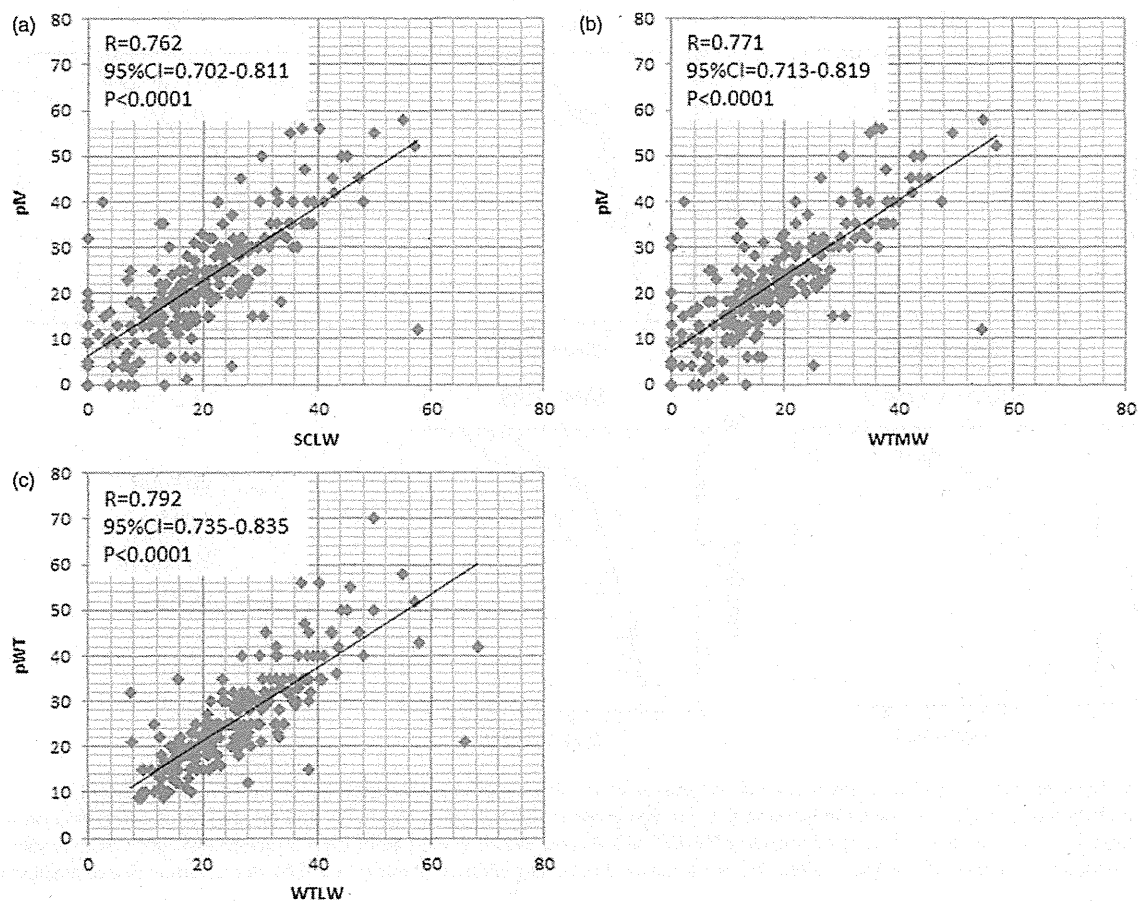 (a)
R=0.762
95%CI=0.702-0.811
P<0.0001
80
70
60
50
40
30
20
10
0
pIV
0 20 40 60 80
SCLW
(b)
R=0.771
95%CI=0.713-0.819
P<0.0001
80
70
60
50
40
30
20
10
0
pIV
0 20 40 60 80
WTMW
(c)
R=0.792
95%CI=0.735-0.835
P<0.0001
80
70
60
50
40
30
20
10
0
pWT
0 20 40 60 80
WTLW